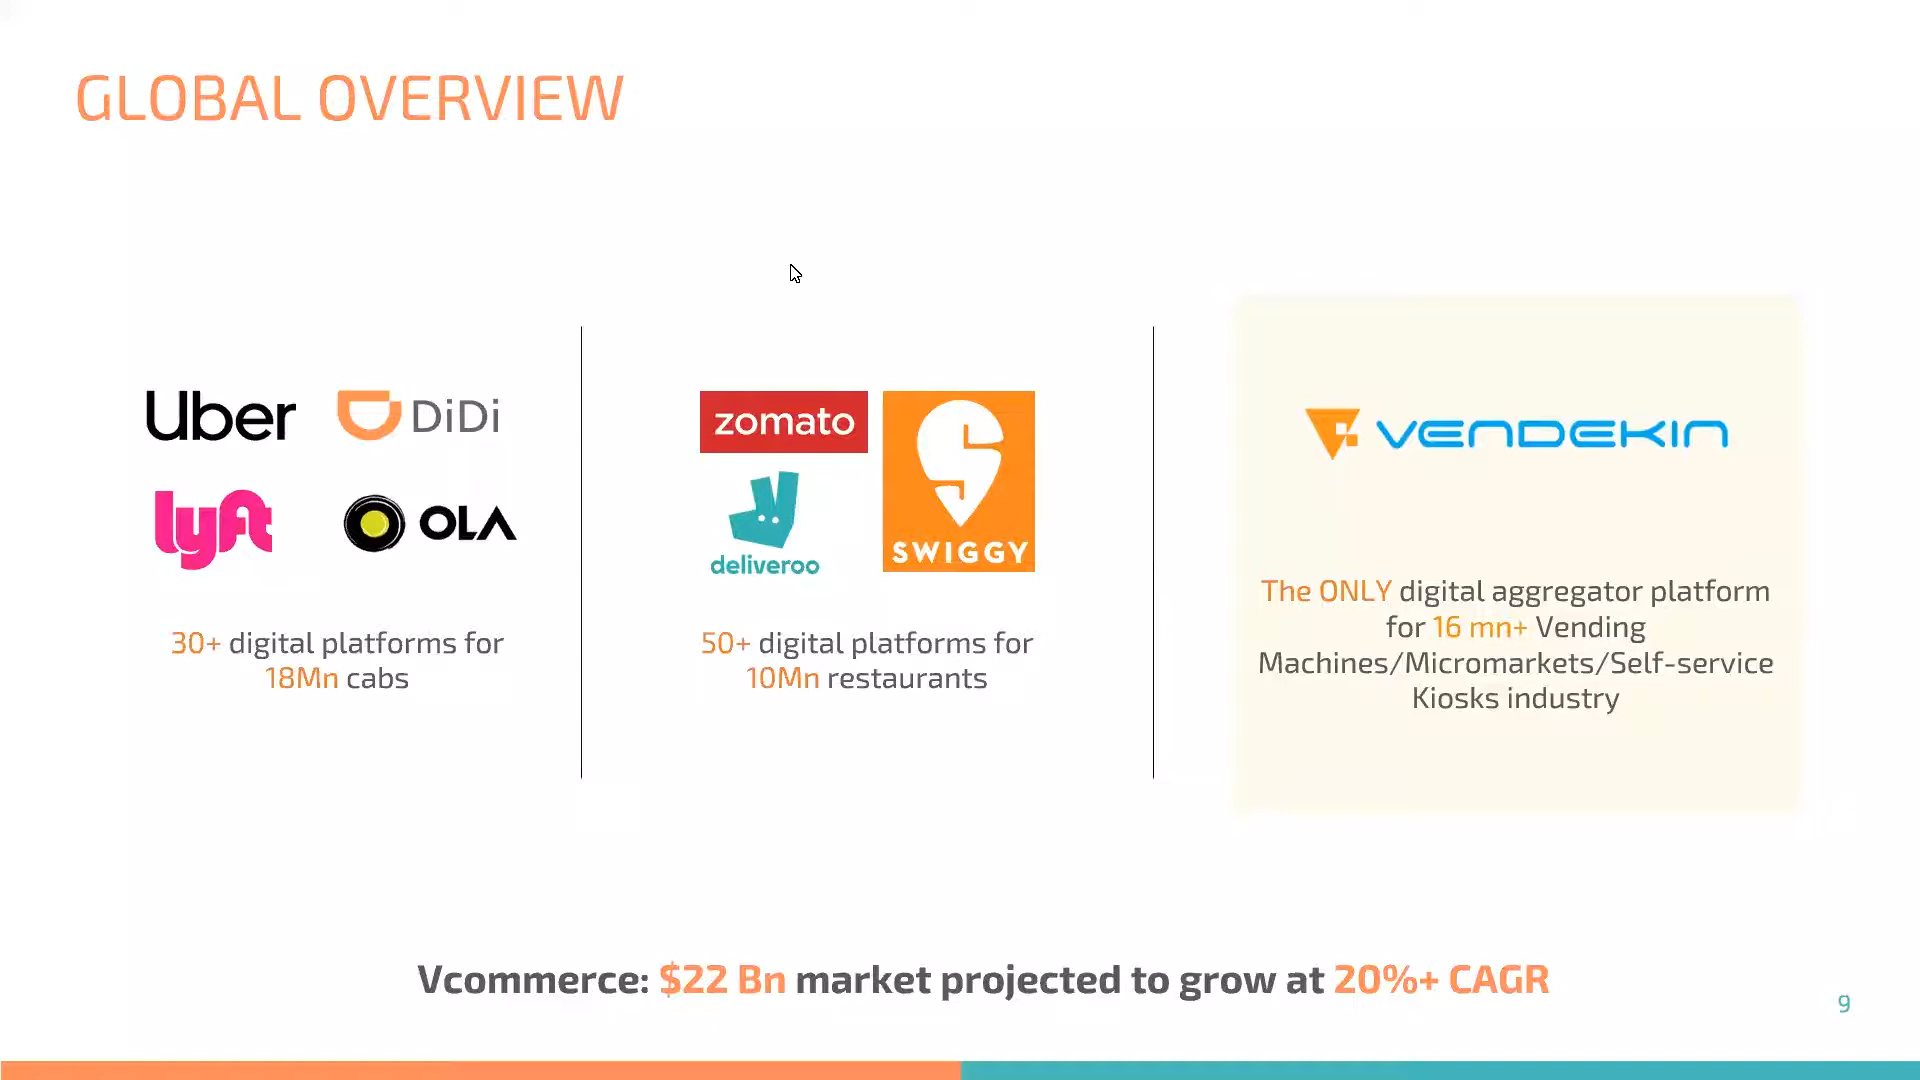 GLOBAL OVERVIEW
Uber
DiDi
lyft
OLA
30+ digital platforms for
18Mn cabs
zomato
deliveroo
SWIGGY
50+ digital platforms for
10Mn restaurants
VENDEKIN
The ONLY digital aggregator platform
for 16 mn+ Vending
Machines/Micromarkets/Self-service
Kiosks industry
Vcommerce: $22 Bn market projected to grow at 20%+ CAGR
9